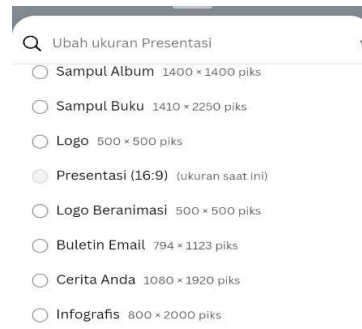 Ubah ukuran Presentasi
Sampul Album 1400 × 1400 piks
Sampul Buku 1410 × 2250 piks
Logo 500 × 500 piks
Presentasi (16:9) (ukuran saat ini)
Logo Beranimasi 500 × 500 piks
Buletin Email 794 × 1123 piks
Cerita Anda 1080 × 1920 piks
Infografis 800 × 2000 piks